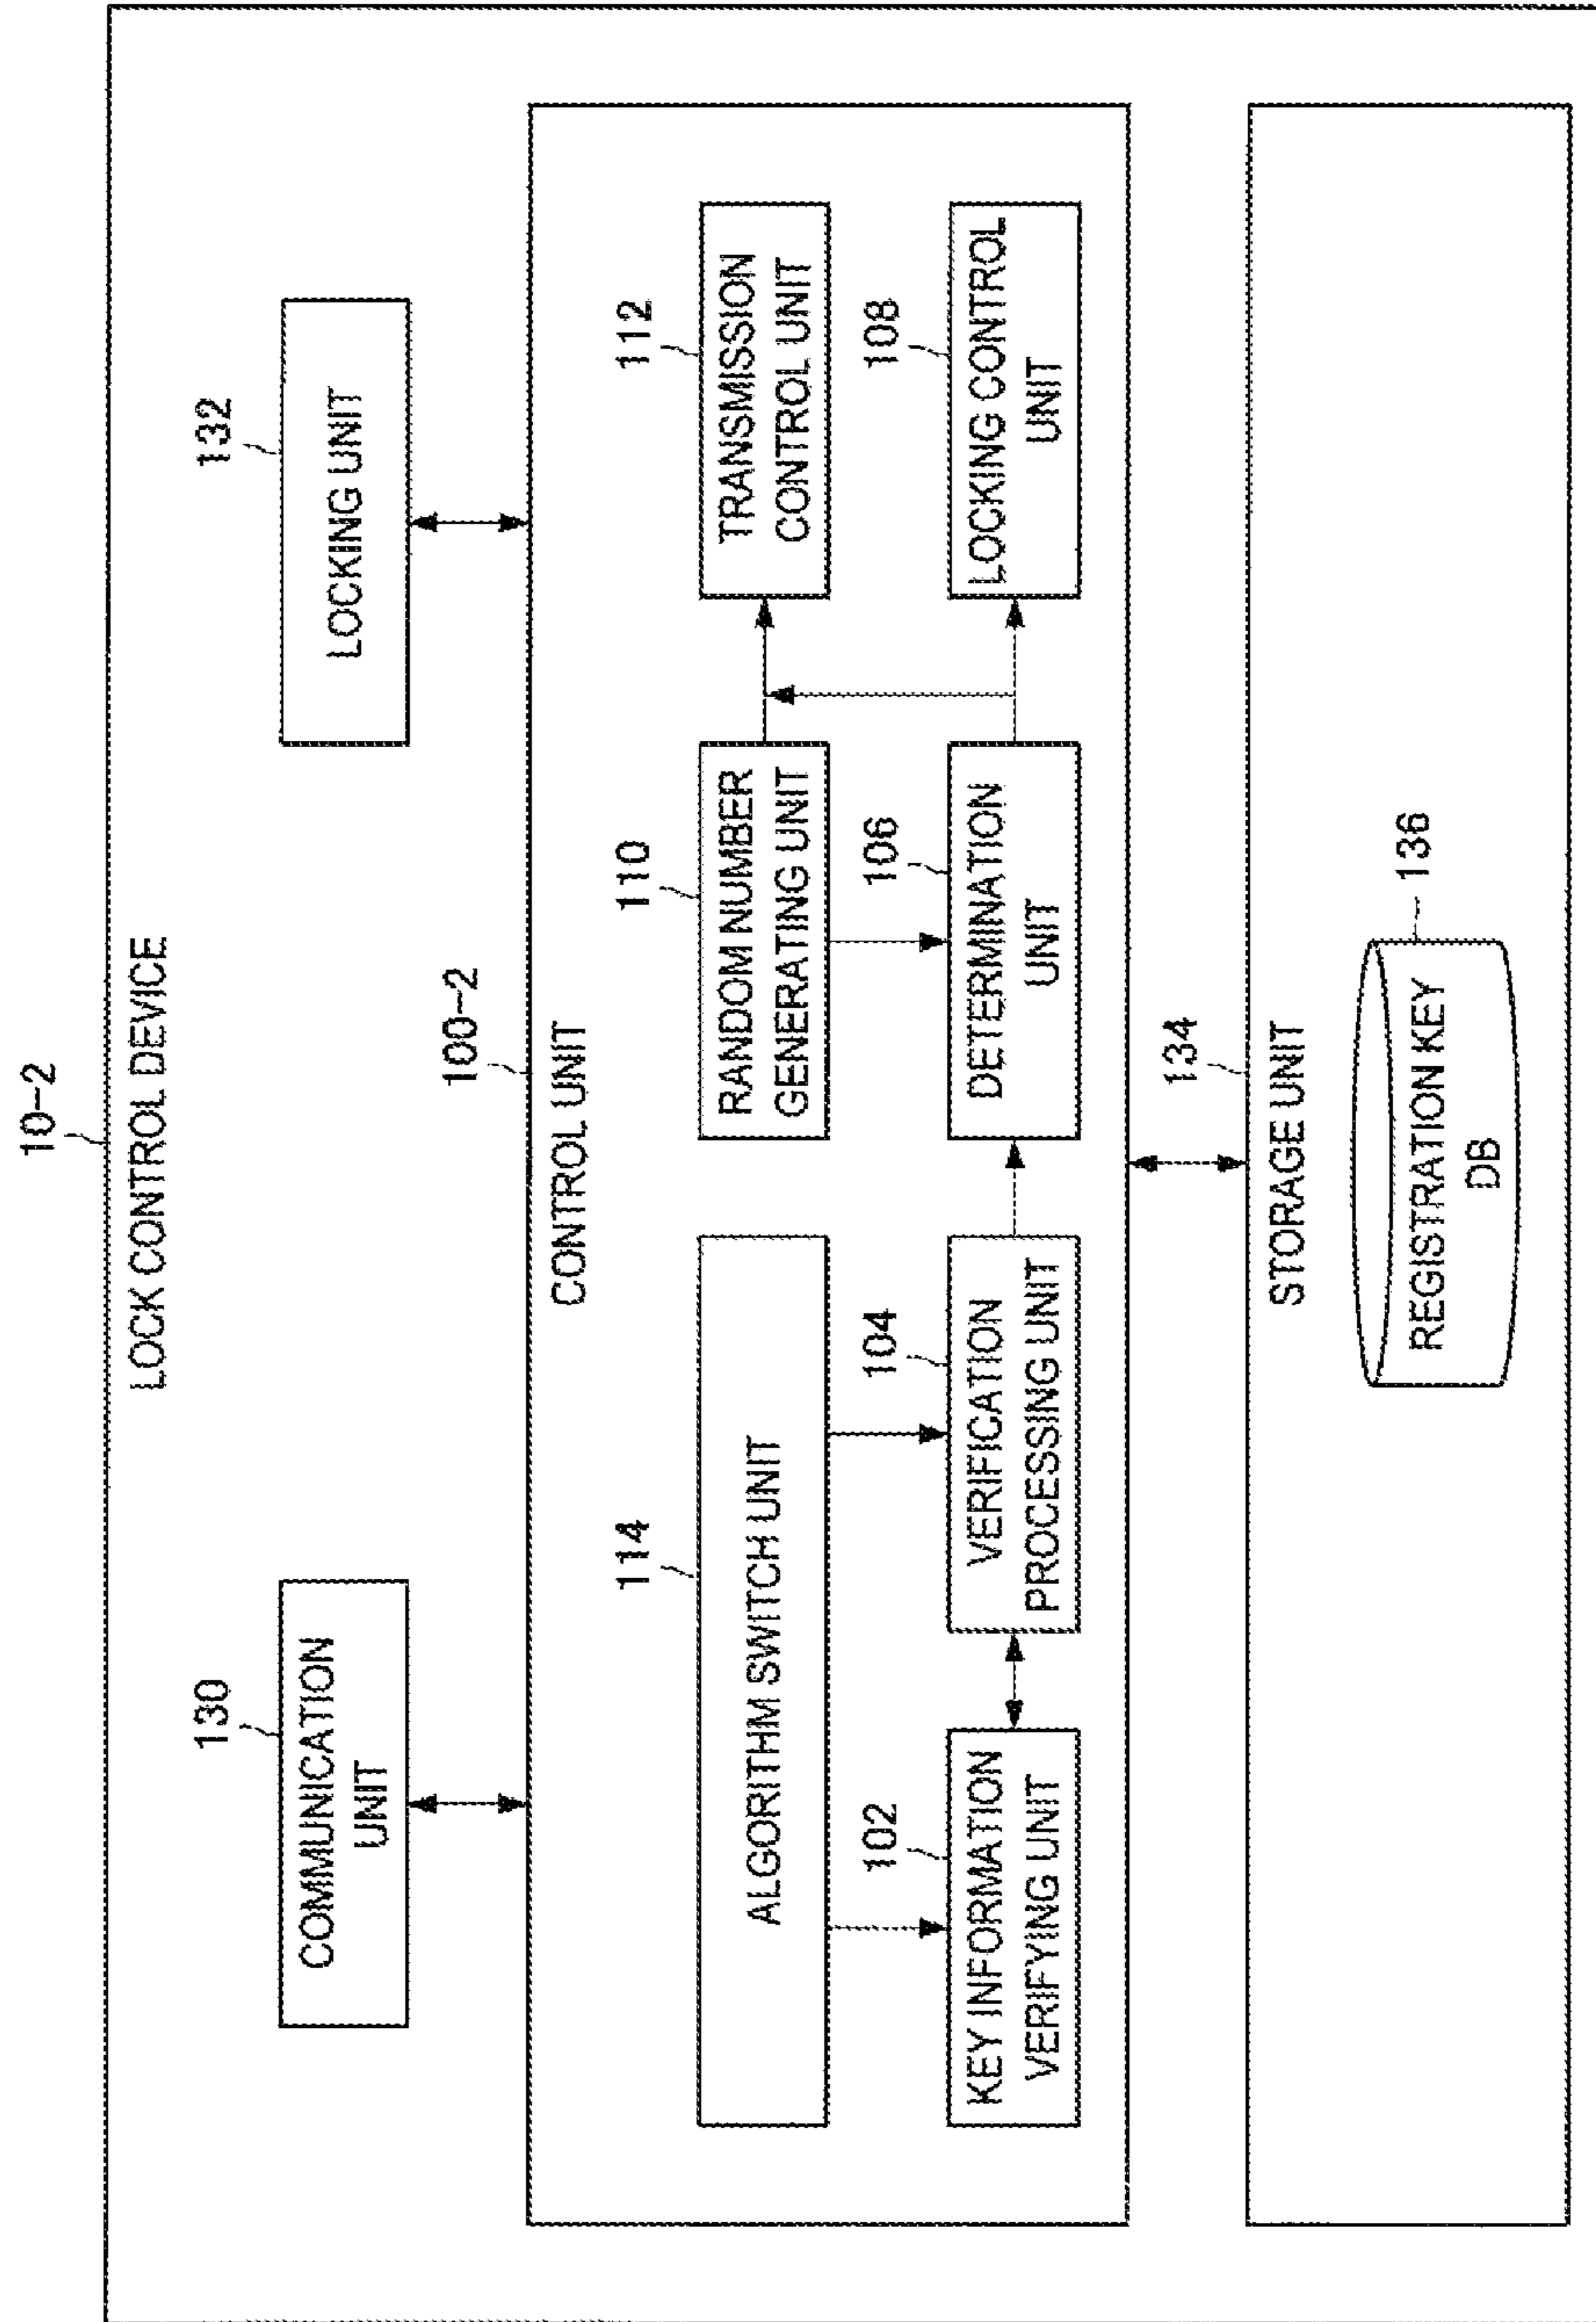 10-2
LOCK CONTROL DEVICE
130
COMMUNICATION
UNIT
132
LOCKING UNIT
100-2
CONTROL UNIT
114
ALGORITHM SWITCH UNIT
110
RANDOM NUMBER
GENERATING UNIT
112
TRANSMISSION
CONTROL UNIT
102
KEY INFORMATION
VERIFYING UNIT
104
VERIFICATION
PROCESSING UNIT
106
DETERMINATION
UNIT
108
LOCKING CONTROL
UNIT
134
STORAGE UNIT
136
REGISTRATION KEY
DB